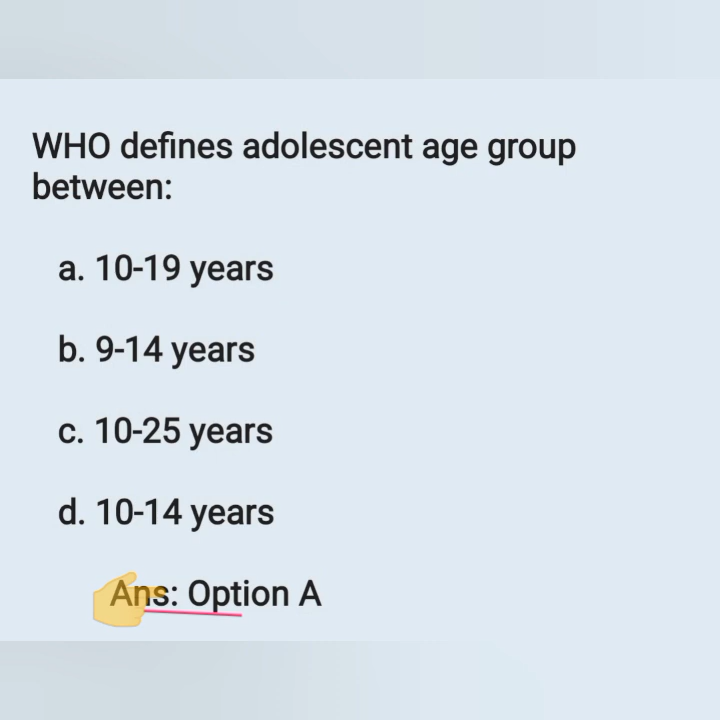 WHO defines adolescent age group
between:
a. 10-19 years
b. 9-14 years
c. 10-25 years
d. 10-14 years
Ans: Option A